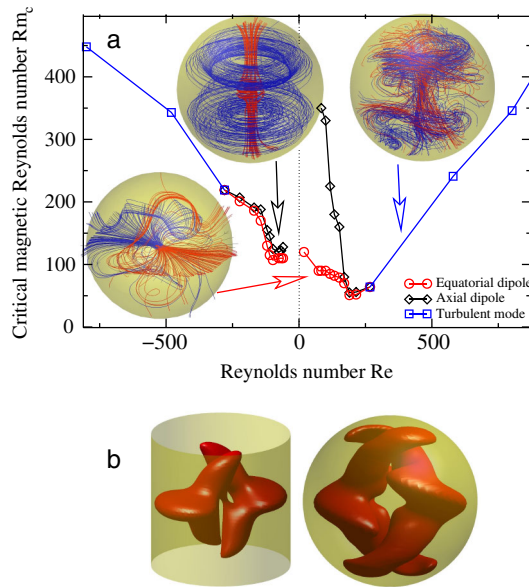 a
Critical magnetic Reynolds number Rm_c
400
300
200
100
0
−500
0
500
Reynolds number Re
Equatorial dipole
Axial dipole
Turbulent mode
b